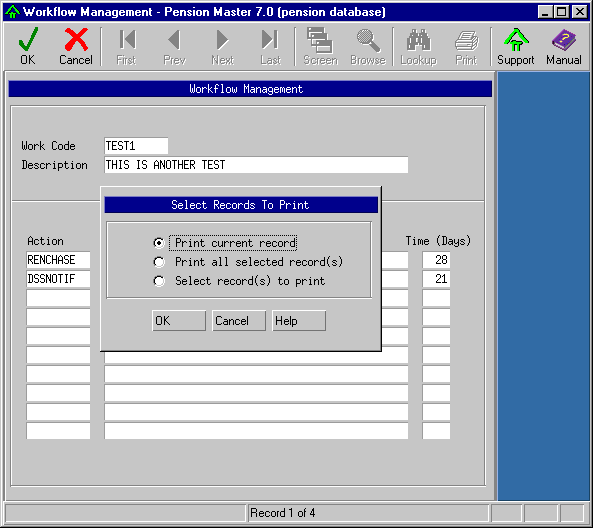 Workflow Management - Pension Master 7.0 (pension database)
OK Cancel First Prev Next Last Screen Browse Lookup Print Support Manual
Workflow Management
Work Code TEST1
Description THIS IS ANOTHER TEST
Select Records To Print
Print current record
Print all selected record(s)
Select record(s) to print
OK Cancel Help
Action Time (Days)
RENCHASE 28
DSSNOTIF 21
Record 1 of 4